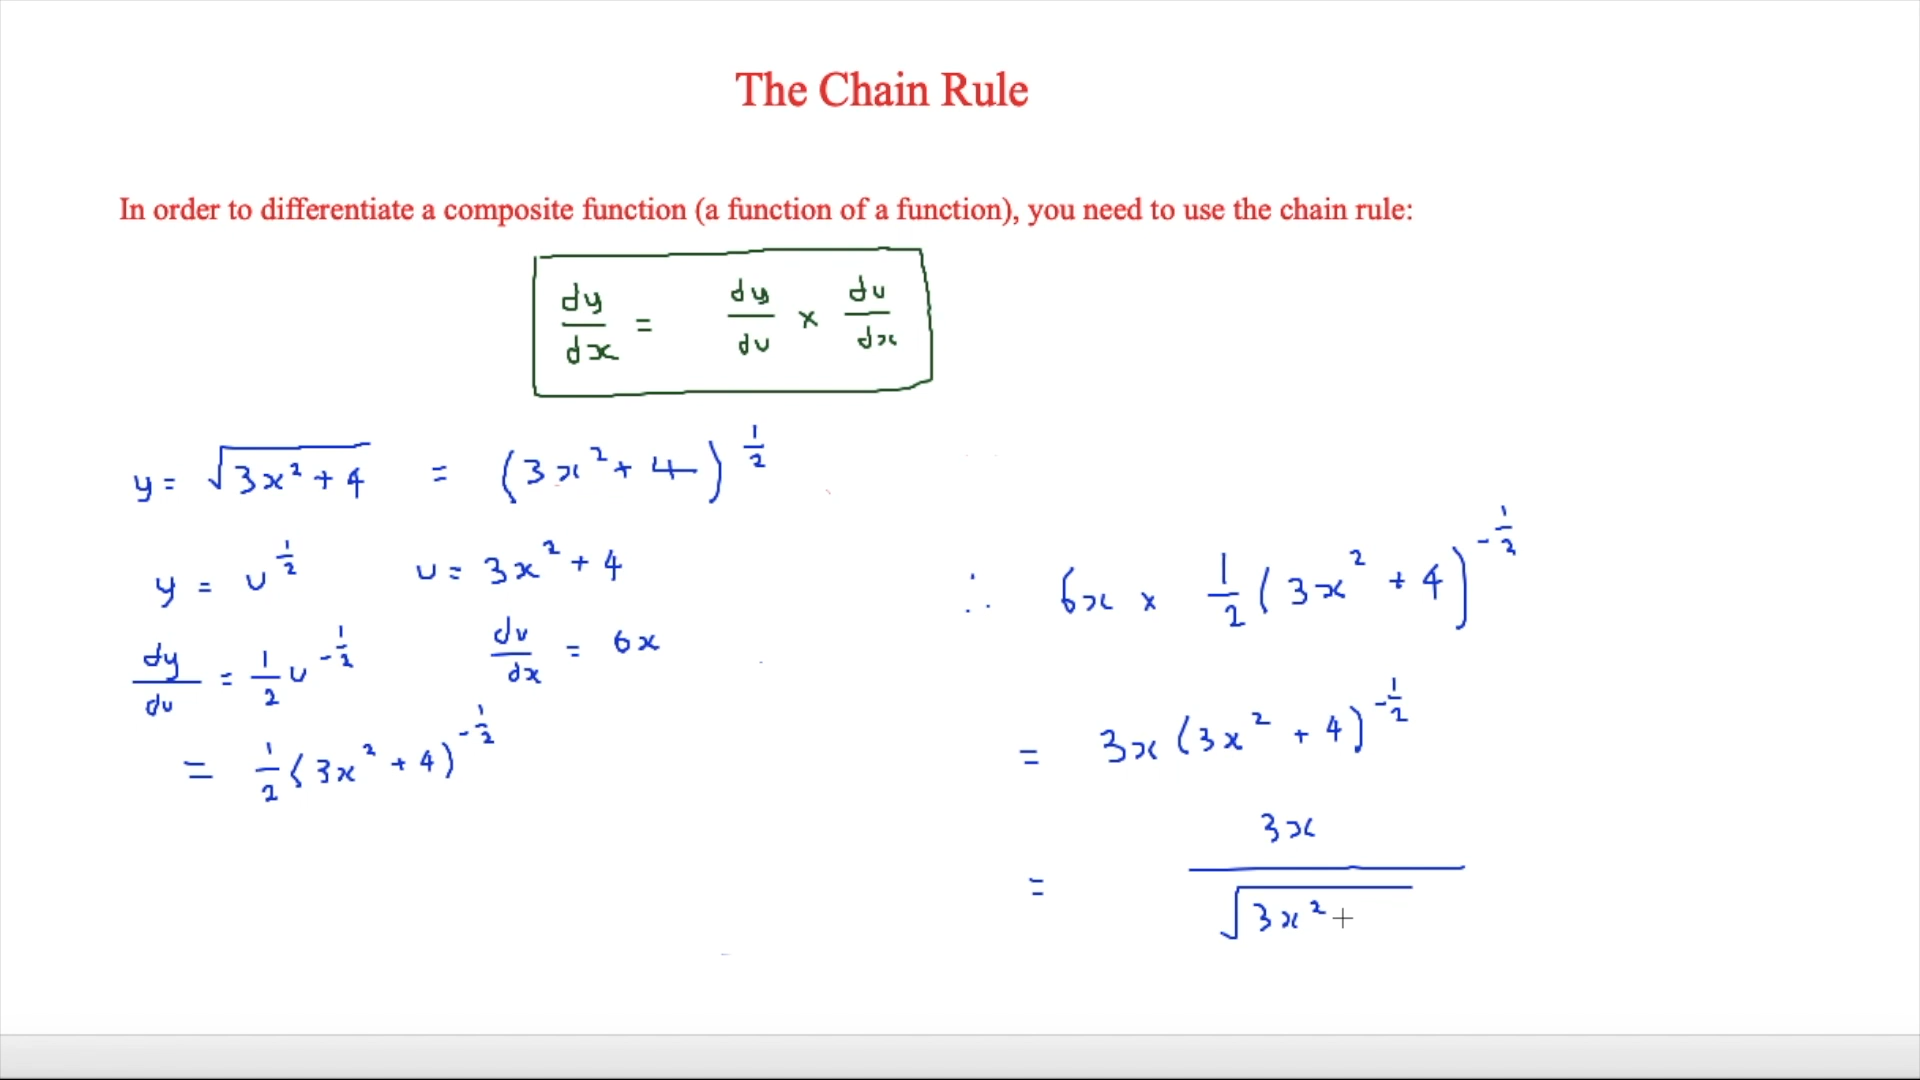 The Chain Rule
In order to differentiate a composite function (a function of a function), you need to use the chain rule:
dy/dx = dy/du × du/dx
y = √(3x² + 4) = (3x² + 4)^(1/2)
y = u^(1/2) u = 3x² + 4
dy/du = 1/2 u^(-1/2) du/dx = 6x
= 1/2 (3x² + 4)^(-1/2)
∴ 6x × 1/2 (3x² + 4)^(-1/2)
= 3x (3x² + 4)^(-1/2)
= 3x / √(3x² +